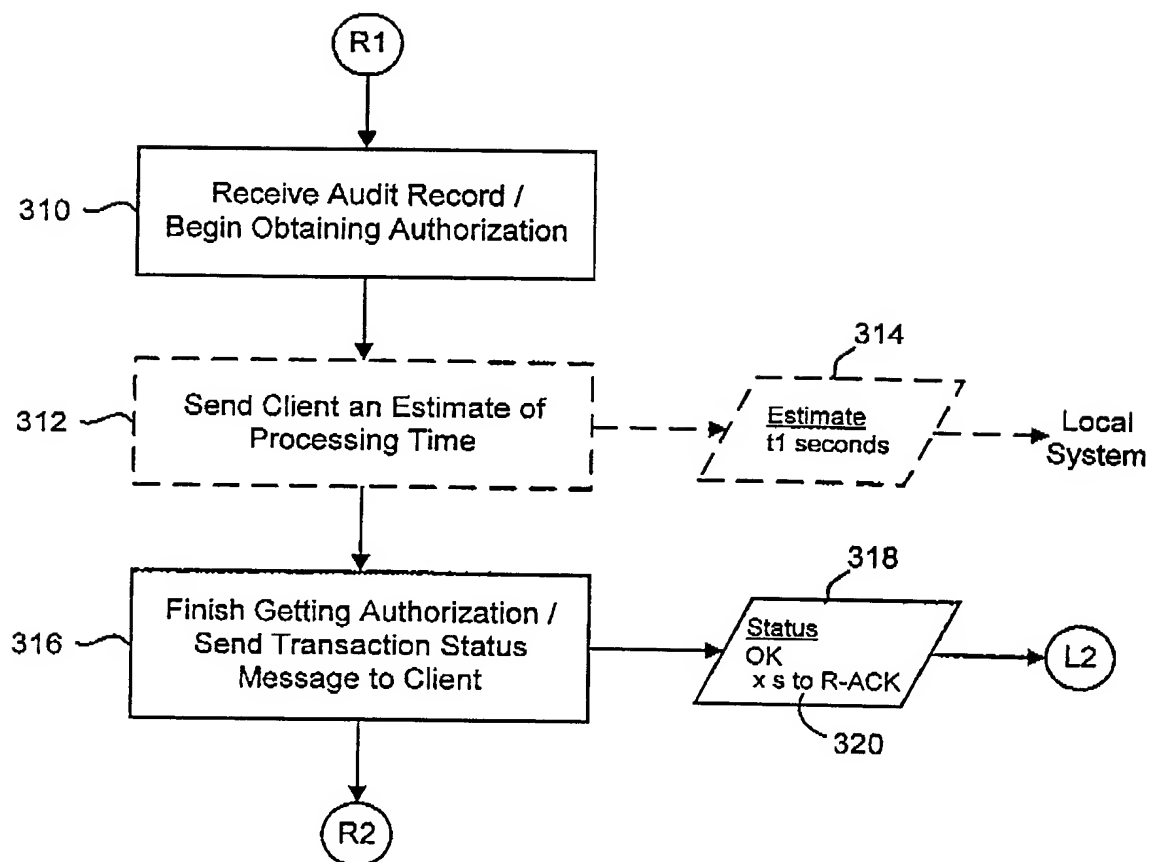 R1
310
Receive Audit Record /
Begin Obtaining Authorization
314
312
Send Client an Estimate of
Processing Time
Estimate
t1 seconds
Local
System
318
316
Finish Getting Authorization /
Send Transaction Status
Message to Client
Status
OK
x s to R-ACK
L2
320
R2